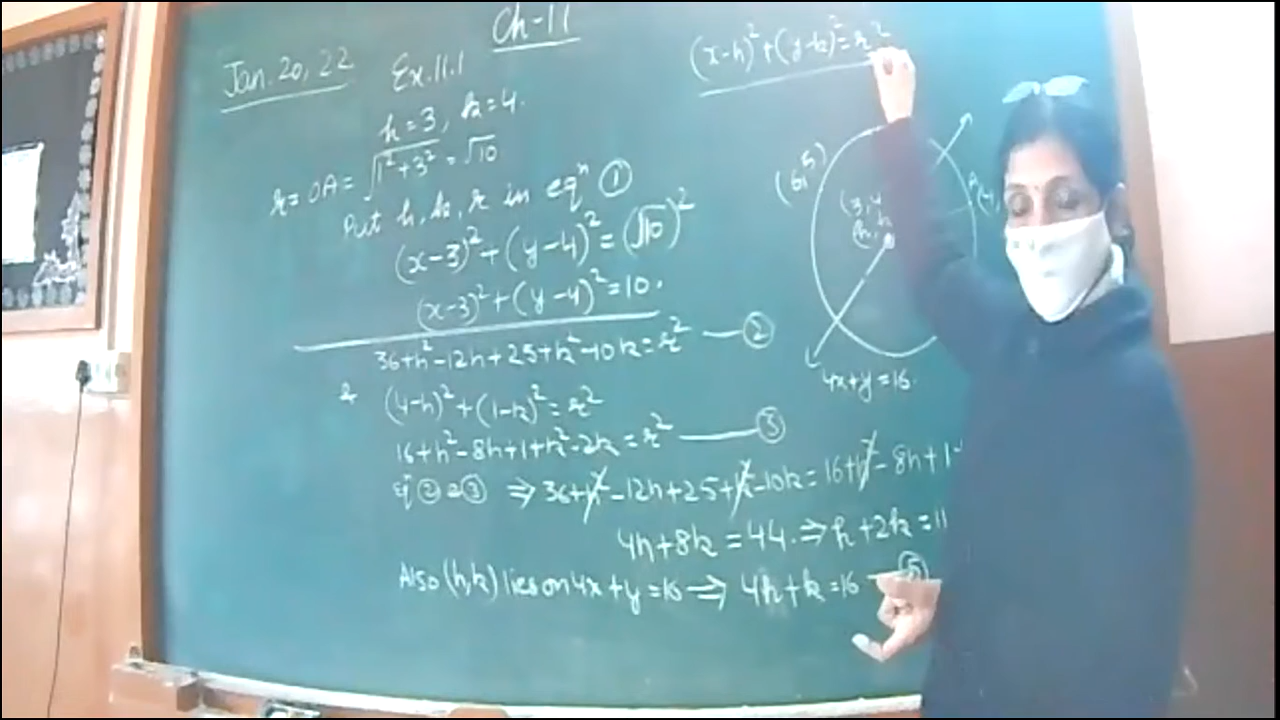 Ch-11
Jan. 20, 22
Ex. 11.1
h = 3, k = 4.
r = OA = √1² + 3² = √10
Put h, k, r in eqⁿ ①
(x-3)² + (y-4)² = (√10)²
(x-3)² + (y-4)² = 10.
36+h²-12h+25+k²-10k = r² — ②
& (4-h)² + (1-k)² = r²
16+h²-8h+1+k²-2k = r² — ③
eqⁿ ② = ③ ⇒ 36+h²-12h+25+k²-10k = 16+h²-8h+1
4h+8k = 44. ⇒ h+2k = 11
Also (h,k) lies on 4x+y=16 ⇒ 4h+k=16 — ⑤
(x-h)² + (y-k)² = r²
(6,5)
(3,4
(h,k
4x+y=16.